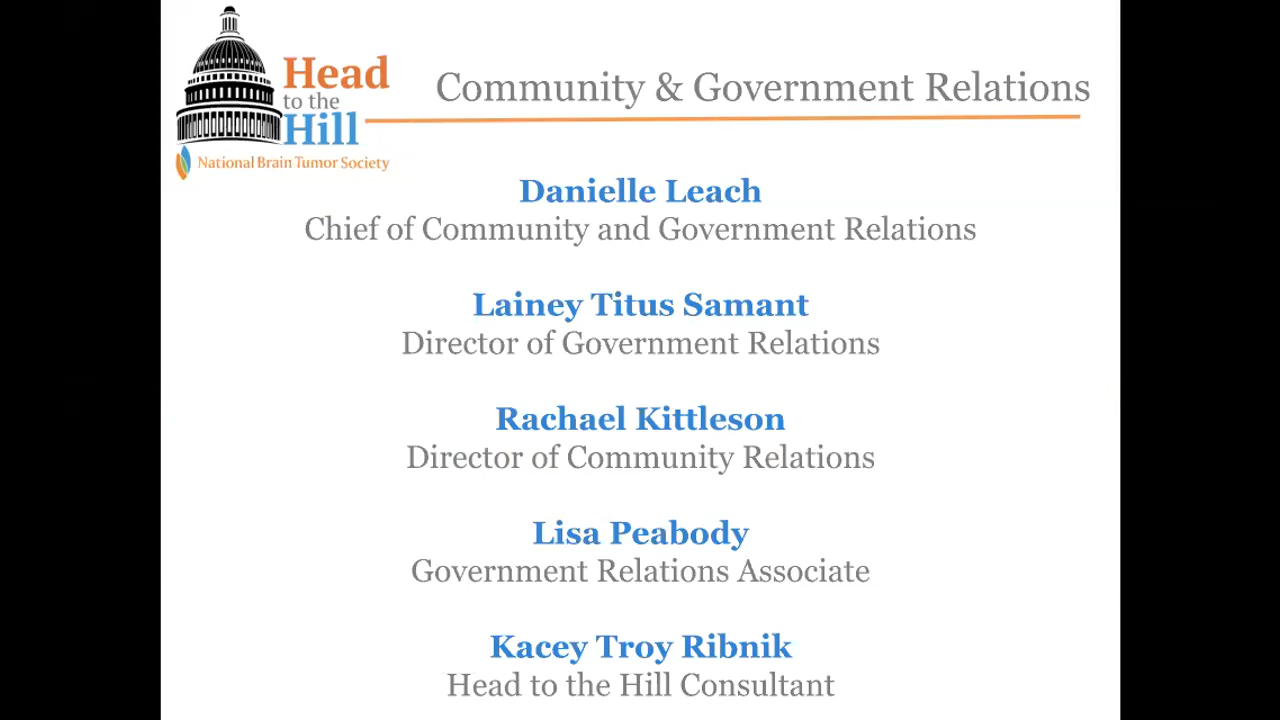 Head
to the
Hill
National Brain Tumor Society
Community & Government Relations
Danielle Leach
Chief of Community and Government Relations
Lainey Titus Samant
Director of Government Relations
Rachael Kittleson
Director of Community Relations
Lisa Peabody
Government Relations Associate
Kacey Troy Ribnik
Head to the Hill Consultant